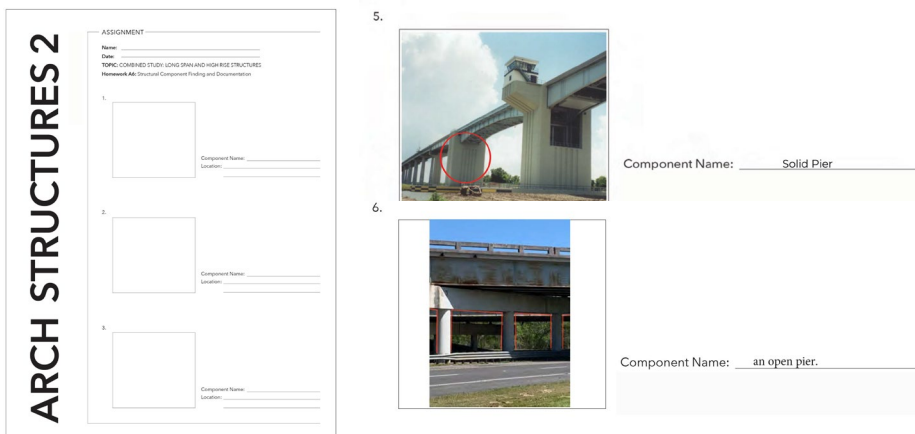 ARCH STRUCTURES 2
ASSIGNMENT
Name:
Date:
TOPIC: COMBINED STUDY: LONG SPAN AND HIGH RISE STRUCTURES
Homework A6: Structural Component Finding and Documentation
1.
Component Name:
Location:
2.
Component Name:
Location:
3.
Component Name:
Location:
5.
Component Name: Solid Pier
6.
Component Name: an open pier.